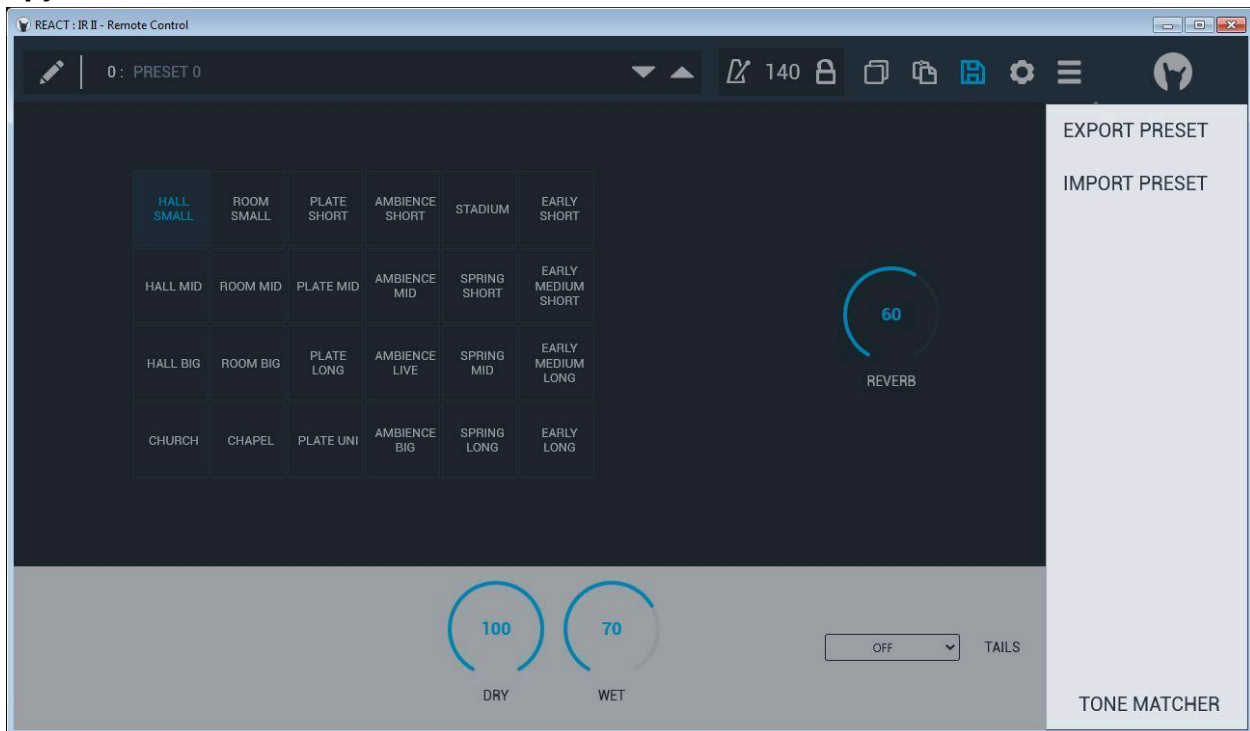 REACT : IR II - Remote Control
0 : PRESET 0
140
EXPORT PRESET
IMPORT PRESET
HALL
SMALL
ROOM
SMALL
PLATE
SHORT
AMBIENCE
SHORT
STADIUM
EARLY
SHORT
HALL MID
ROOM MID
PLATE MID
AMBIENCE
MID
SPRING
SHORT
EARLY
MEDIUM
SHORT
HALL BIG
ROOM BIG
PLATE
LONG
AMBIENCE
LIVE
SPRING
MID
EARLY
MEDIUM
LONG
CHURCH
CHAPEL
PLATE UNI
AMBIENCE
BIG
SPRING
LONG
EARLY
LONG
60
REVERB
100
DRY
70
WET
OFF
TAILS
TONE MATCHER